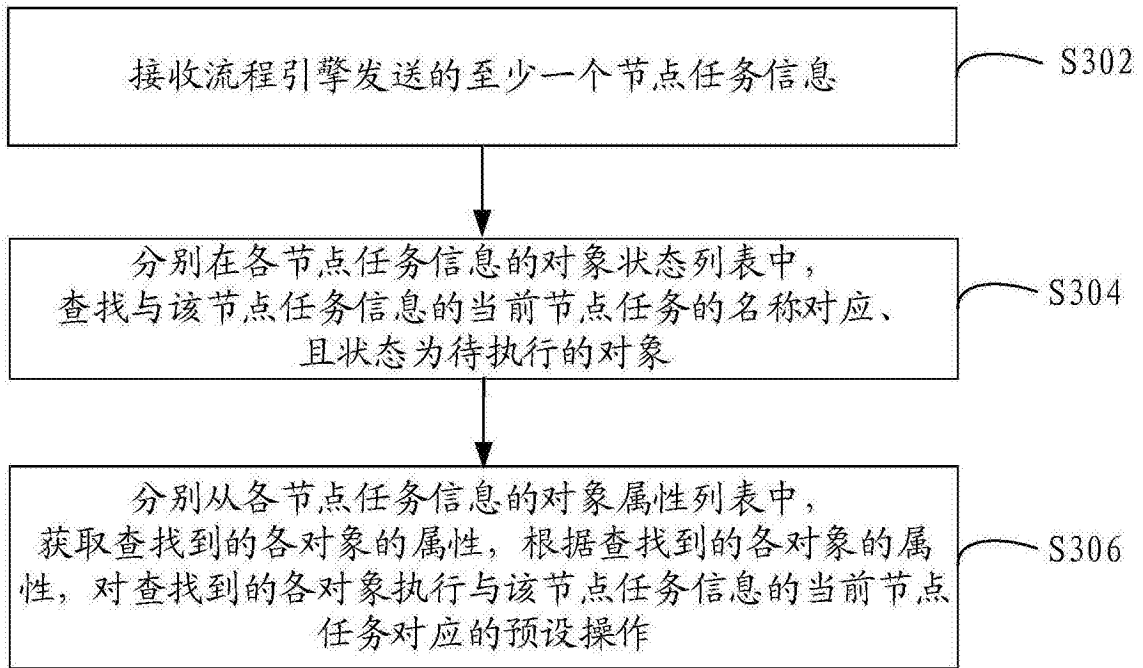 接收流程引擎发送的至少一个节点任务信息
S302
分别在各节点任务信息的对象状态列表中，
查找与该节点任务信息的当前节点任务的名称对应、
且状态为待执行的对象
S304
分别从各节点任务信息的对象属性列表中，
获取查找到的各对象的属性，根据查找到的各对象的属
性，对查找到的各对象执行与该节点任务信息的当前节点
任务对应的预设操作
S306